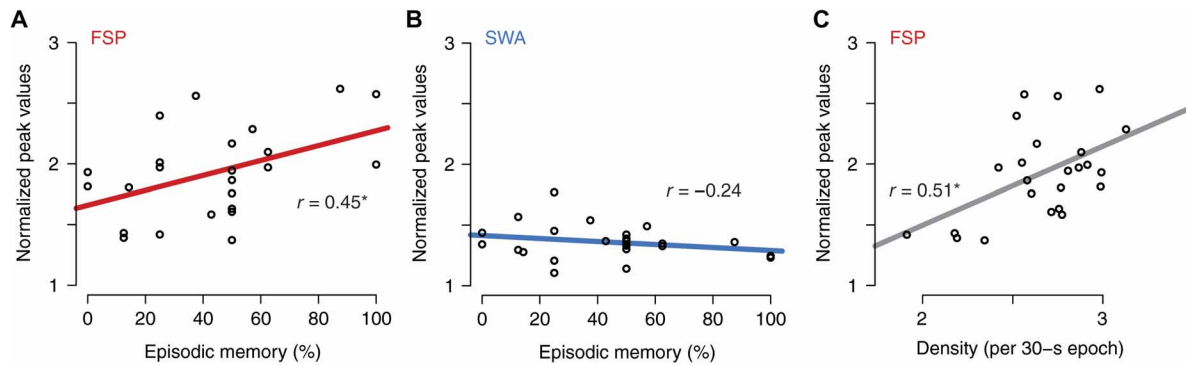 A
FSP
Normalized peak values
3
2
1
r = 0.45*
0 20 40 60 80 100
Episodic memory (%)
B
SWA
Normalized peak values
3
2
1
r = −0.24
0 20 40 60 80 100
Episodic memory (%)
C
FSP
Normalized peak values
3
2
1
r = 0.51*
2 3
Density (per 30−s epoch)